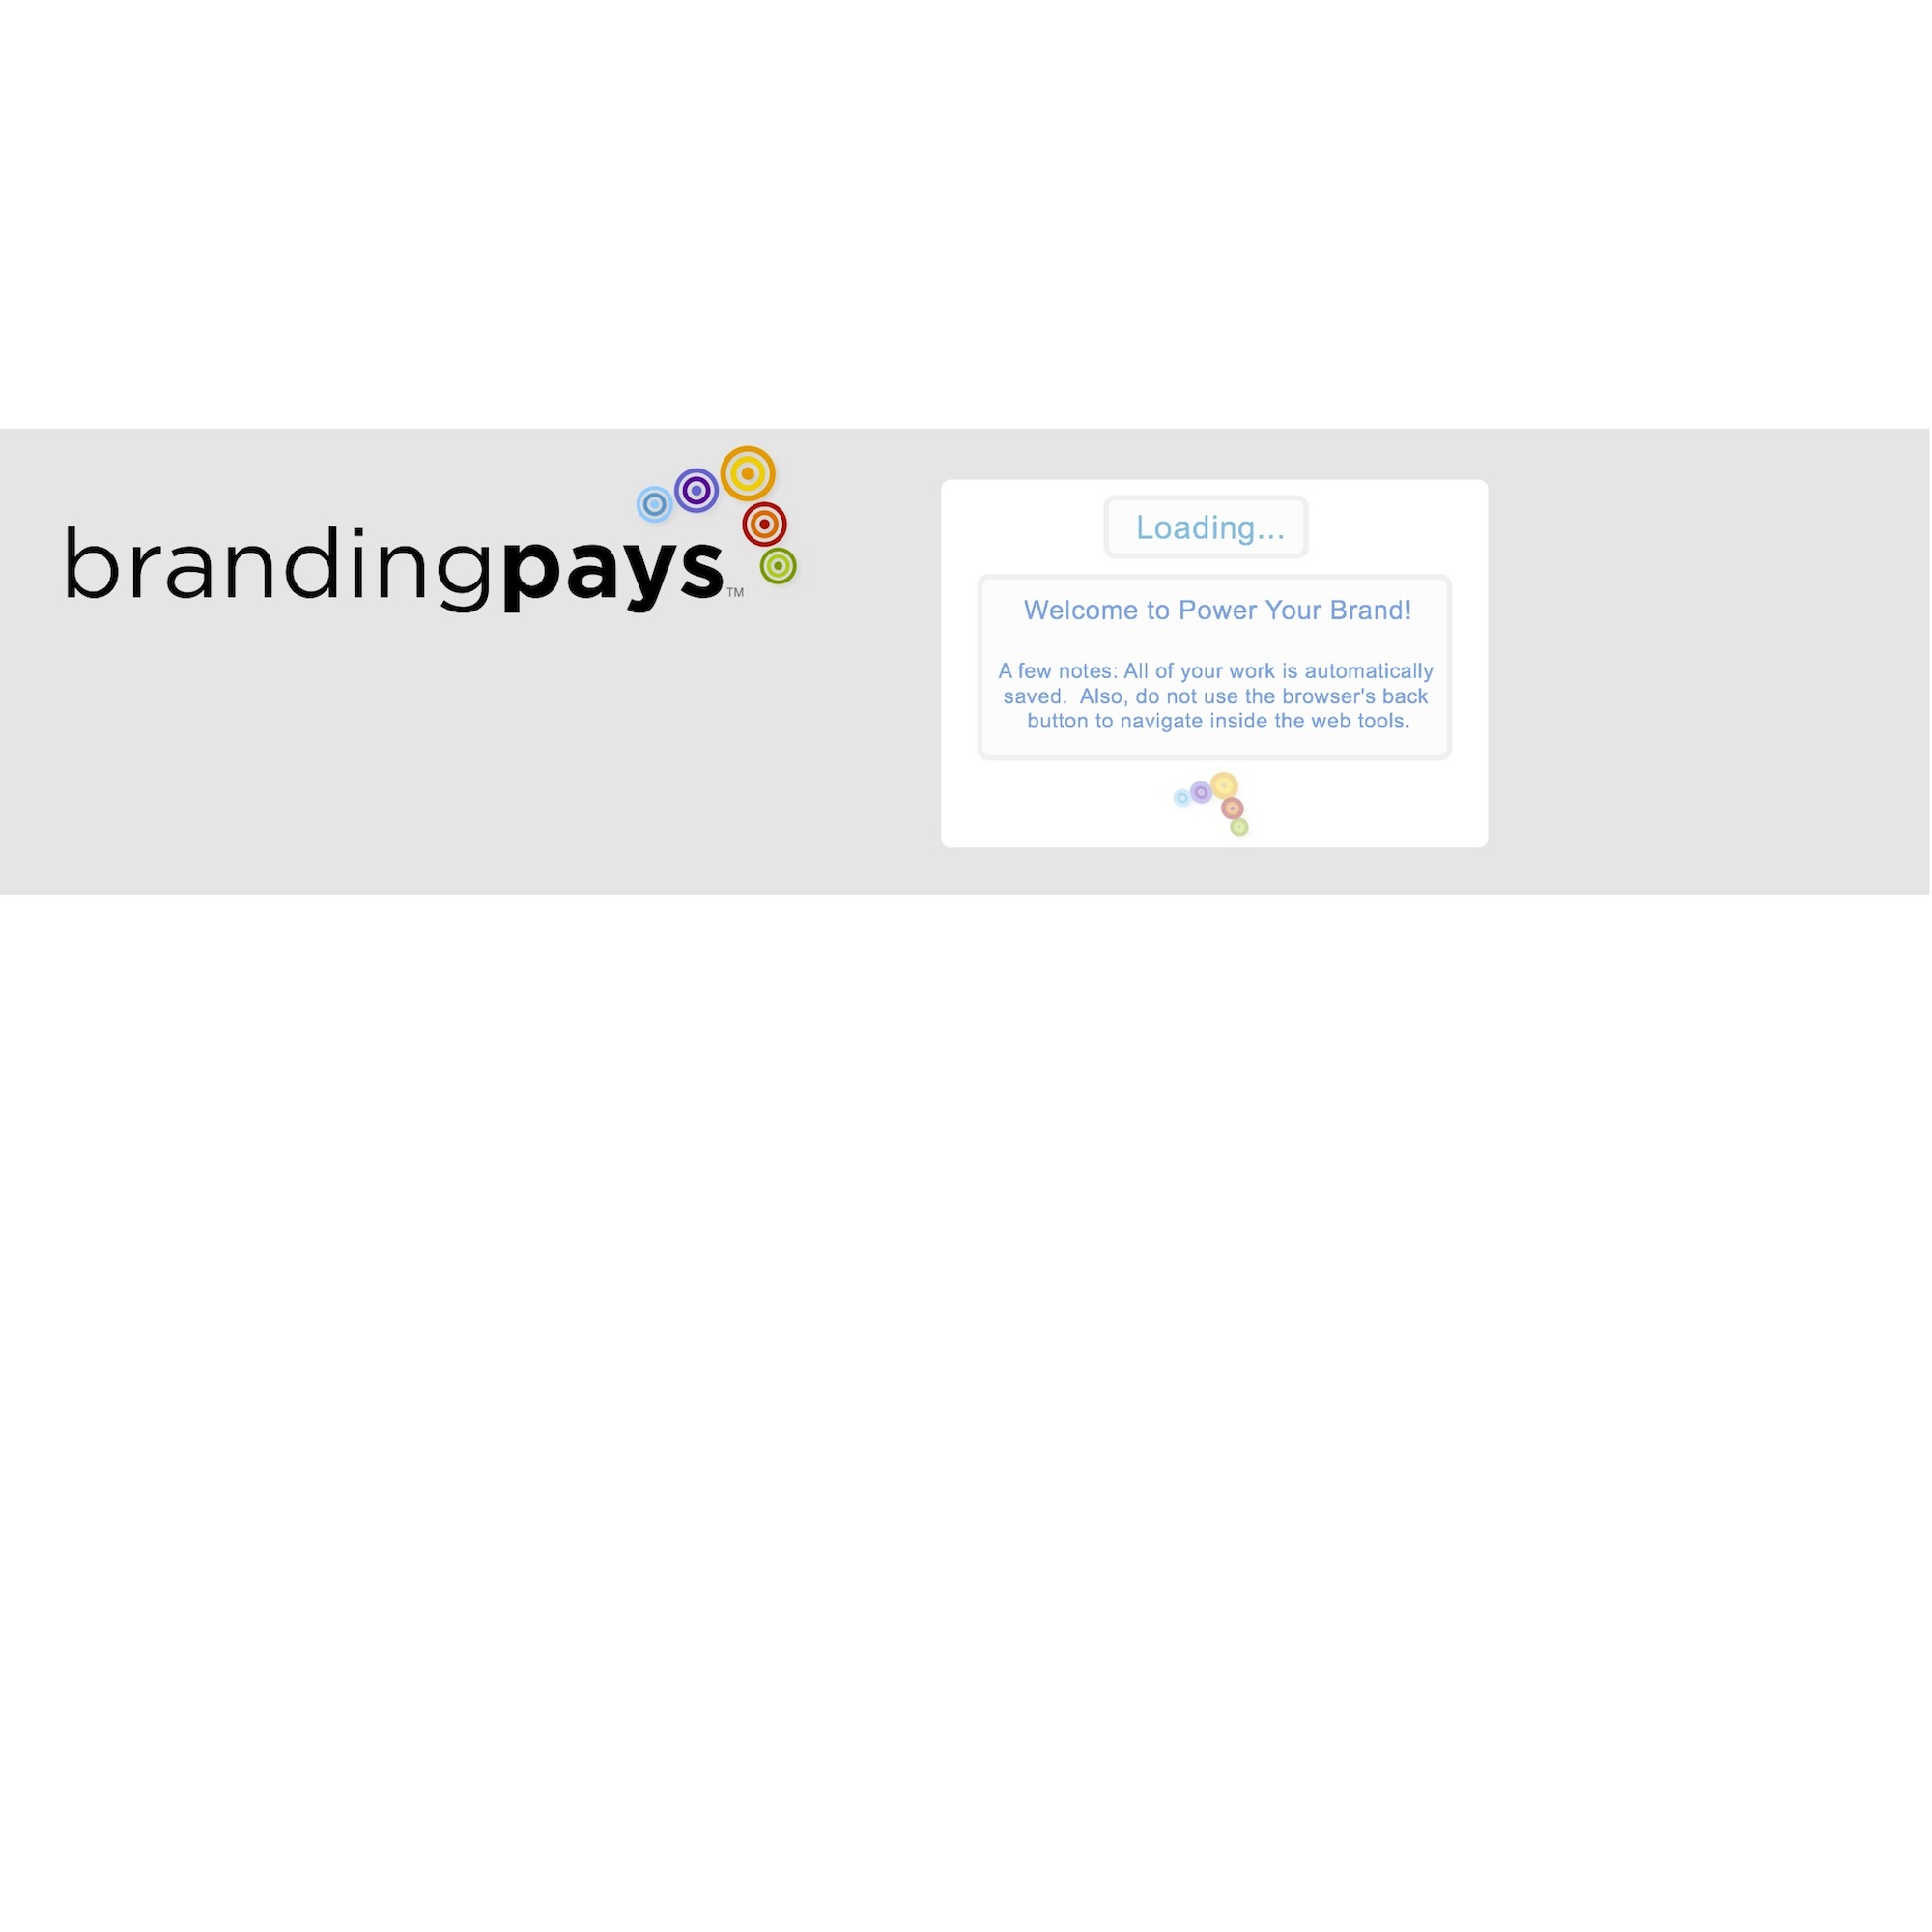 brandingpays™
Loading...
Welcome to Power Your Brand!
A few notes: All of your work is automatically
saved.  Also, do not use the browser's back
button to navigate inside the web tools.